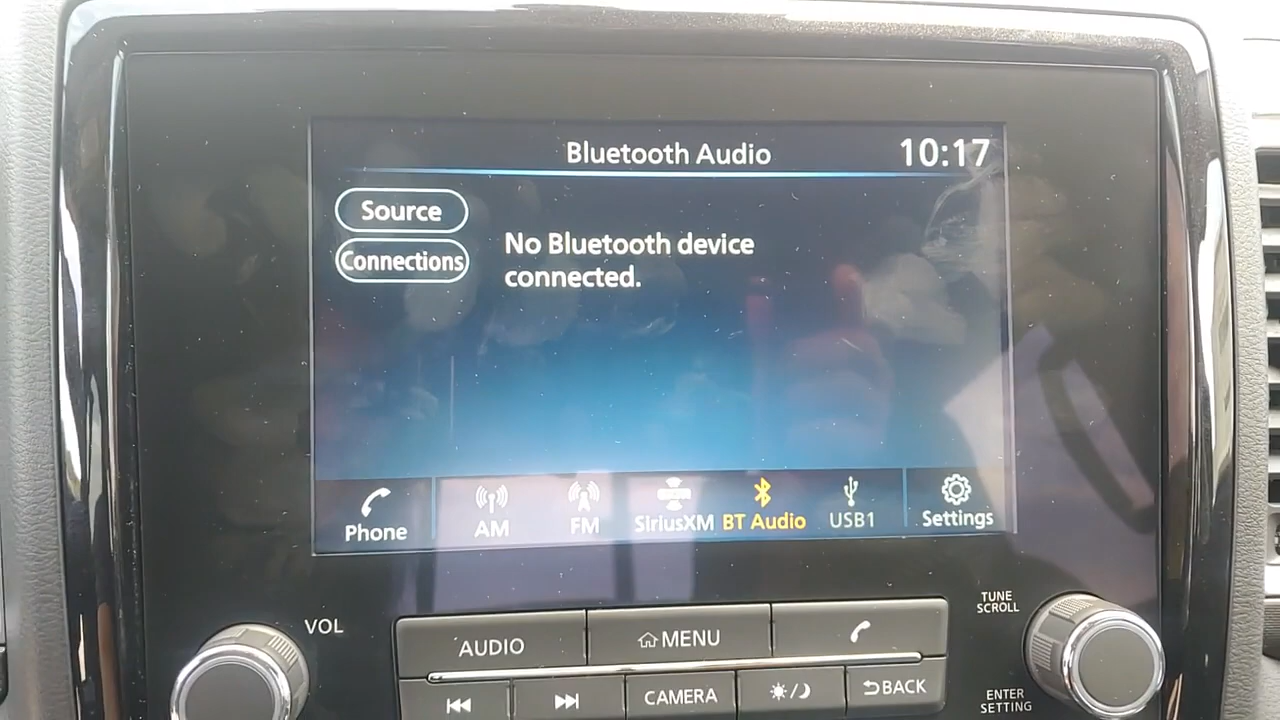 Bluetooth Audio
10:17
Source
Connections
No Bluetooth device
connected.
Phone
AM
FM
SiriusXM
BT Audio
USB1
Settings
VOL
TUNE
SCROLL
AUDIO
MENU
CAMERA
BACK
ENTER
SETTING